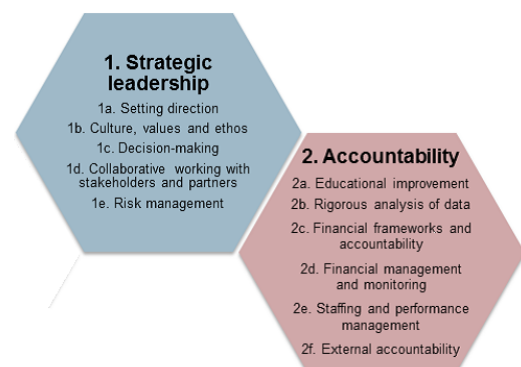 1. Strategic
leadership
1a. Setting direction
1b. Culture, values and ethos
1c. Decision-making
1d. Collaborative working with
stakeholders and partners
1e. Risk management
2. Accountability
2a. Educational improvement
2b. Rigorous analysis of data
2c. Financial frameworks and
accountability
2d. Financial management
and monitoring
2e. Staffing and performance
management
2f. External accountability